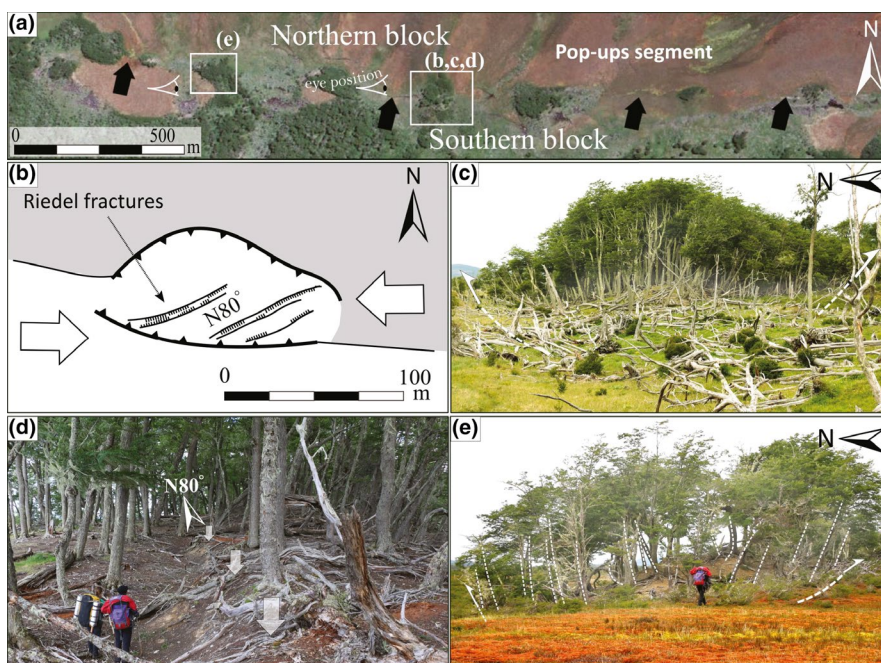 (a)
Northern block
Pop-ups segment
N
(e)
(b,c,d)
eye position
0
500
m
Southern block
(b)
Riedel fractures
N
N80°
0
100
m
(c)
N
(d)
N80°
(e)
N